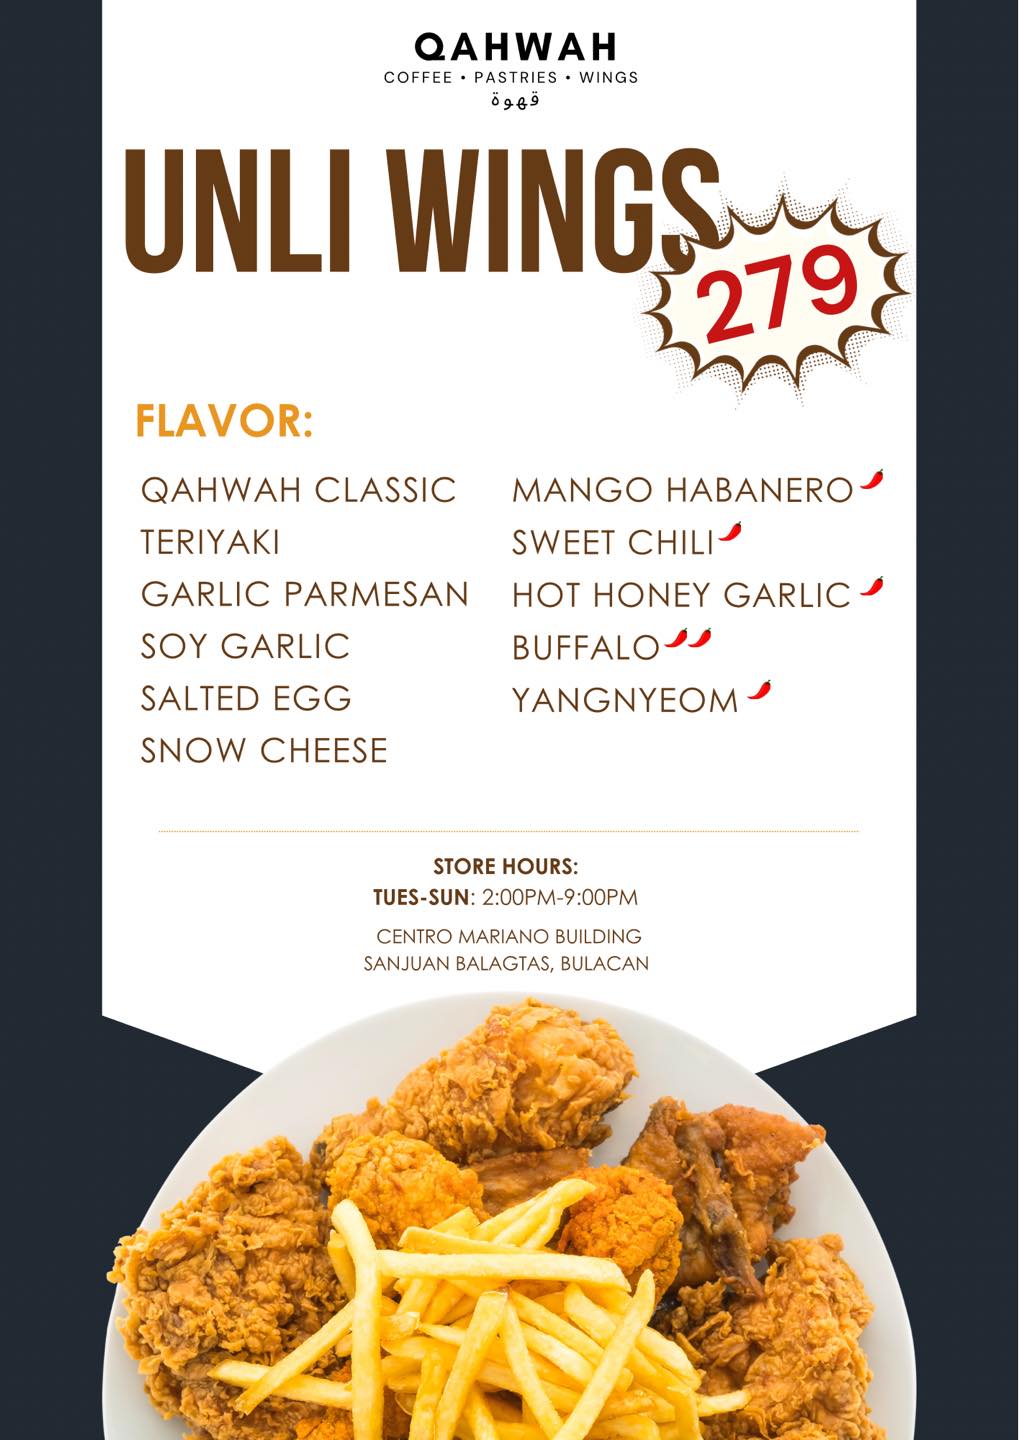 QAHWAH
COFFEE • PASTRIES • WINGS
قهوة
UNLI WINGS
279
FLAVOR:
QAHWAH CLASSIC
TERIYAKI
GARLIC PARMESAN
SOY GARLIC
SALTED EGG
SNOW CHEESE
MANGO HABANERO
SWEET CHILI
HOT HONEY GARLIC
BUFFALO
YANGNYEOM
STORE HOURS:
TUES-SUN: 2:00PM-9:00PM
CENTRO MARIANO BUILDING
SANJUAN BALAGTAS, BULACAN